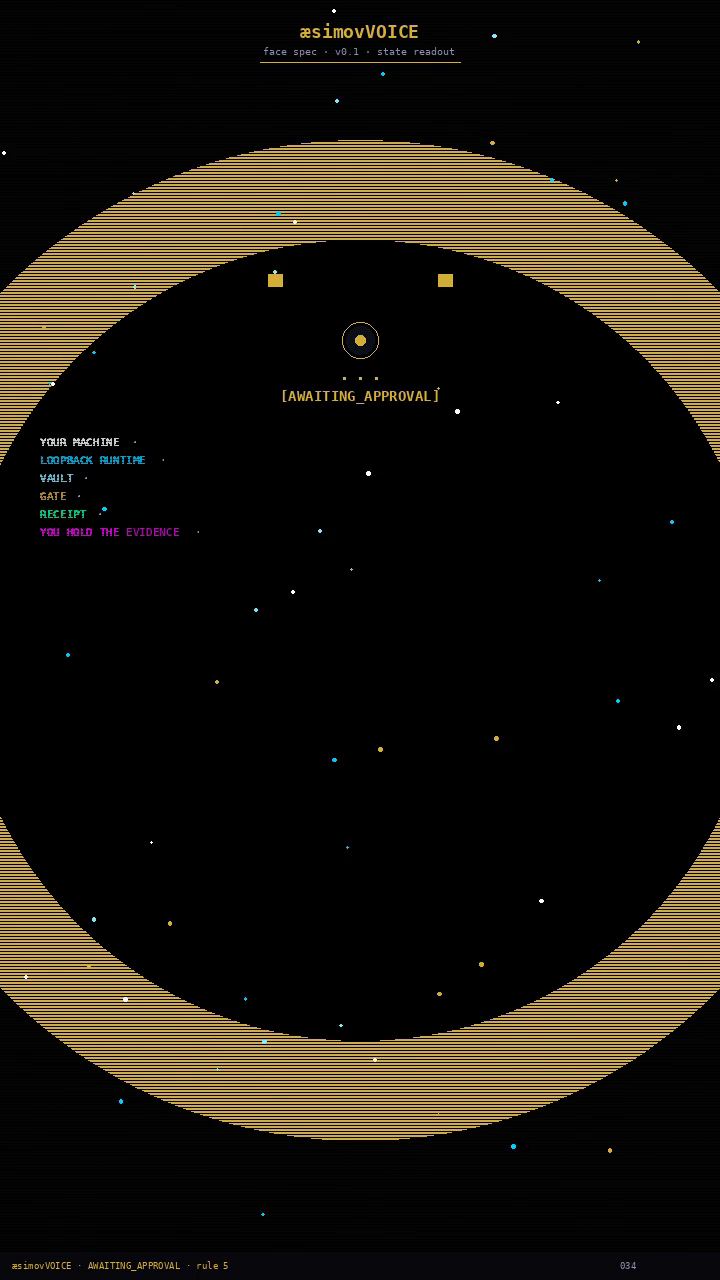 æsimovVOICE
face spec · v0.1 · state readout
[AWAITING_APPROVAL]
YOUR MACHINE ·
LOOPBACK RUNTIME ·
VAULT ·
GATE ·
RECEIPT ·
YOU HOLD THE EVIDENCE ·
æsimovVOICE · AWAITING_APPROVAL · rule 5
034